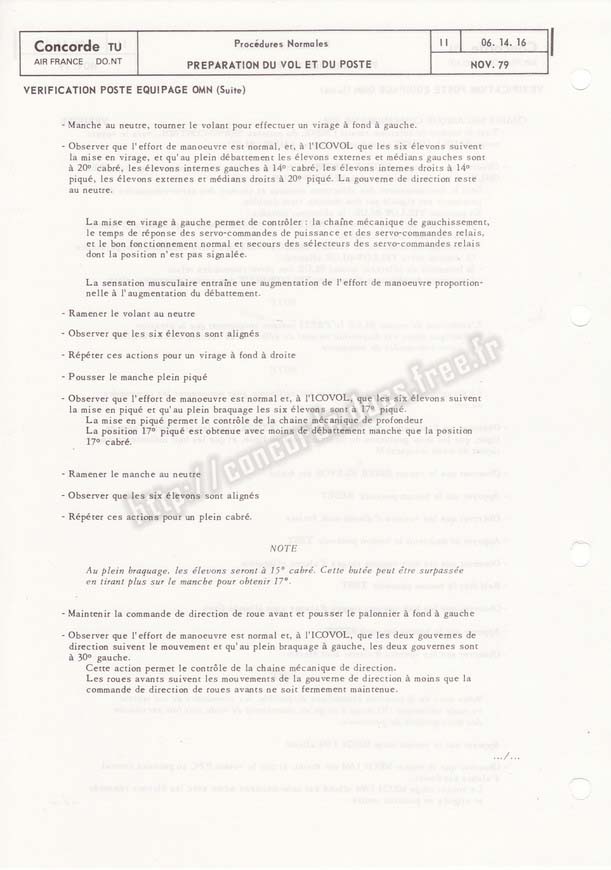 Concorde TU
AIR FRANCE DO.NT
Procédures Normales
PREPARATION DU VOL ET DU POSTE
11
06. 14. 16
NOV. 79
VERIFICATION POSTE EQUIPAGE OMN (Suite)
- Manche au neutre, tourner le volant pour effectuer un virage à fond à gauche.
- Observer que l'effort de manoeuvre est normal, et, à l'ICOVOL que les six élevons suivent
la mise en virage, et qu'au plein débattement les élevons externes et médians gauches sont
à 20° cabré, les élevons internes gauches à 14° cabré, les élevons internes droits à 14°
piqué, les élevons externes et médians droits à 20° piqué. La gouverne de direction reste
au neutre.
La mise en virage à gauche permet de contrôler : la chaîne mécanique de gauchissement,
le temps de réponse des servo-commandes de puissance et des servo-commandes relais,
et le bon fonctionnement normal et secours des sélecteurs des servo-commandes relais
dont la position n'est pas signalée.
La sensation musculaire entraîne une augmentation de l'effort de manoeuvre proportion-
nelle à l'augmentation du débattement.
- Ramener le volant au neutre
- Observer que les six élevons sont alignés
- Répéter ces actions pour un virage à fond à droite
- Pousser le manche plein piqué
- Observer que l'effort de manoeuvre est normal et, à l'ICOVOL, que les six élevons suivent
la mise en piqué et qu'au plein braquage les six élevons sont à 17° piqué.
La mise en piqué permet le contrôle de la chaine mécanique de profondeur
La position 17° piqué est obtenue avec moins de débattement manche que la position
17° cabré.
- Ramener le manche au neutre
- Observer que les six élevons sont alignés
- Répéter ces actions pour un plein cabré.
NOTE
Au plein braquage, les élevons seront à 15° cabré. Cette butée peut être surpassée
en tirant plus sur le manche pour obtenir 17°.
- Maintenir la commande de direction de roue avant et pousser le palonnier à fond à gauche
- Observer que l'effort de manoeuvre est normal et, à l'ICOVOL, que les deux gouvernes de
direction suivent le mouvement et qu'au plein braquage à gauche, les deux gouvernes sont
à 30° gauche.
Cette action permet le contrôle de la chaine mécanique de direction.
Les roues avants suivent les mouvements de la gouverne de direction à moins que la
commande de direction de roues avants ne soit fermement maintenue.
.../...